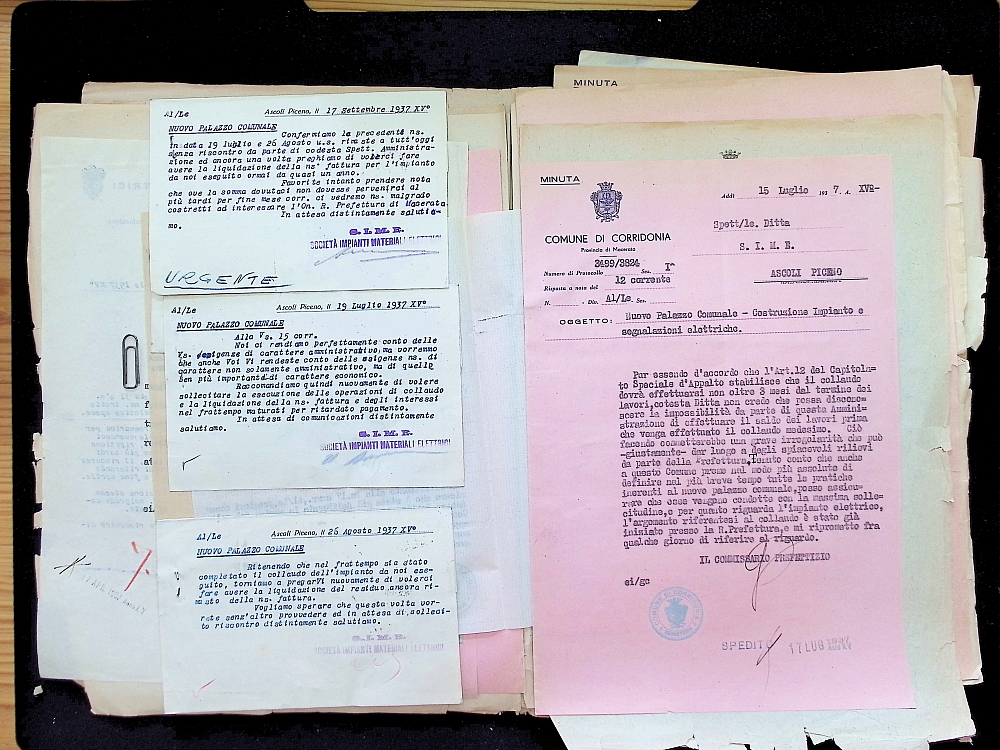 Al/Le Ascoli Piceno, li 17 Settembre 1937 XV°
NUOVO PALAZZO COMUNALE
Confermiamo le precedenti ns.
in data 19 luglio e 26 Agosto u.s. rimaste a tutt'oggi
senza riscontro da parte di codesta Spett. Amministra-
zione ed ancora una volta preghiamo di volerci fare
avere la liquidazione della ns. fattura per l'impianto
da noi eseguito ormai da quasi un anno.
Favorite intanto prendere nota
che ove la somma dovutaci non dovesse pervenirci al
più tardi per fine mese corr. ci vedremo ns. malgrado
costretti ad interessare l'On. R. Prefettura di Macerata
In attesa distintamente salutia-
mo.
S.I.M.E.
SOCIETÀ IMPIANTI MATERIALI ELETTRICI
URGENTE
Al/Le Ascoli Piceno, li 19 Luglio 1937 XV°
NUOVO PALAZZO COMUNALE
Alla Vs. 15 corr.
Noi ci rendiamo perfettamente conto delle
Vs. esigenze di carattere amministrativo, ma vorremmo
che anche Voi Vi rendeste conto delle esigenze ns. di
carattere non solamente amministrativo, ma di quelle
ben più importanti di carattere economico.
Raccomandiamo quindi nuovamente di volere
sollecitare la esecuzione delle operazioni di collaudo
e la liquidazione della ns. fattura e degli interessi
nel frattempo maturati per ritardato pagamento.
In attesa di comunicazioni distintamente
salutiamo.
S.I.M.E.
SOCIETÀ IMPIANTI MATERIALI ELETTRICI
Al/Le Ascoli Piceno, li 26 Agosto 1937 XV°
NUOVO PALAZZO COMUNALE
Ritenendo che nel frattempo sia stato
completato il collaudo dell'impianto da noi ese-
guito, torniamo a pregarVi nuovamente di volerci
fare avere la liquidazione del residuo ancora ri-
masto della ns. fattura.
Vogliamo sperare che questa volta vor-
rete senz'altro provvedere ed in attesa di solleci-
to riscontro distintamente salutiamo.
S.I.M.E.
SOCIETÀ IMPIANTI MATERIALI ELETTRICI
MINUTA
MINUTA
Addì 15 Luglio 1937. A. XV°-
COMUNE DI CORRIDONIA
Provincia di Macerata
Numero di Protocollo 3499/3824 Sez. I^
Risposta a nota del 12 corrente
N. Div. Al/Le. Sez.
Spett/le. Ditta
S. I. M. E.
ASCOLI PICENO
OGGETTO: Nuovo Palazzo Comunale - Costruzione Impianto e
segnalazioni elettriche.
Pur essendo d'accordo che l'Art.12 del Capitola-
to Speciale d'Appalto stabilisce che il collaudo
dovrà effettuarsi non oltre 3 mesi dal termine dei
lavori, cotesta Ditta non crede che possa discono-
scere la impossibilità da parte di questa Ammini-
strazione di effettuare il saldo dei lavori prima
che venga effettuato il collaudo medesimo. Ciò
facendo commetterebbe una grave irregolarità che può
-giustamente- dar luogo a degli spiacevoli rilievi
da parte della Prefettura. Tenuto conto che anche
a questo Comune preme nel modo più assoluto di
definire nel più breve tempo tutte le pratiche
inerenti al nuovo palazzo comunale, posso assicu-
rare che esse vengono condotte con la massima solle-
citudine, e per quanto riguarda l'impianto elettrico,
l'argomento riferentesi al collaudo è stato già
iniziato presso la R.Prefettura, e mi riprometto fra
qualche giorno di riferire al riguardo.
IL COMMISSARIO PREFETTIZIO
ei/gc
SPEDITO 17 LUG 1937